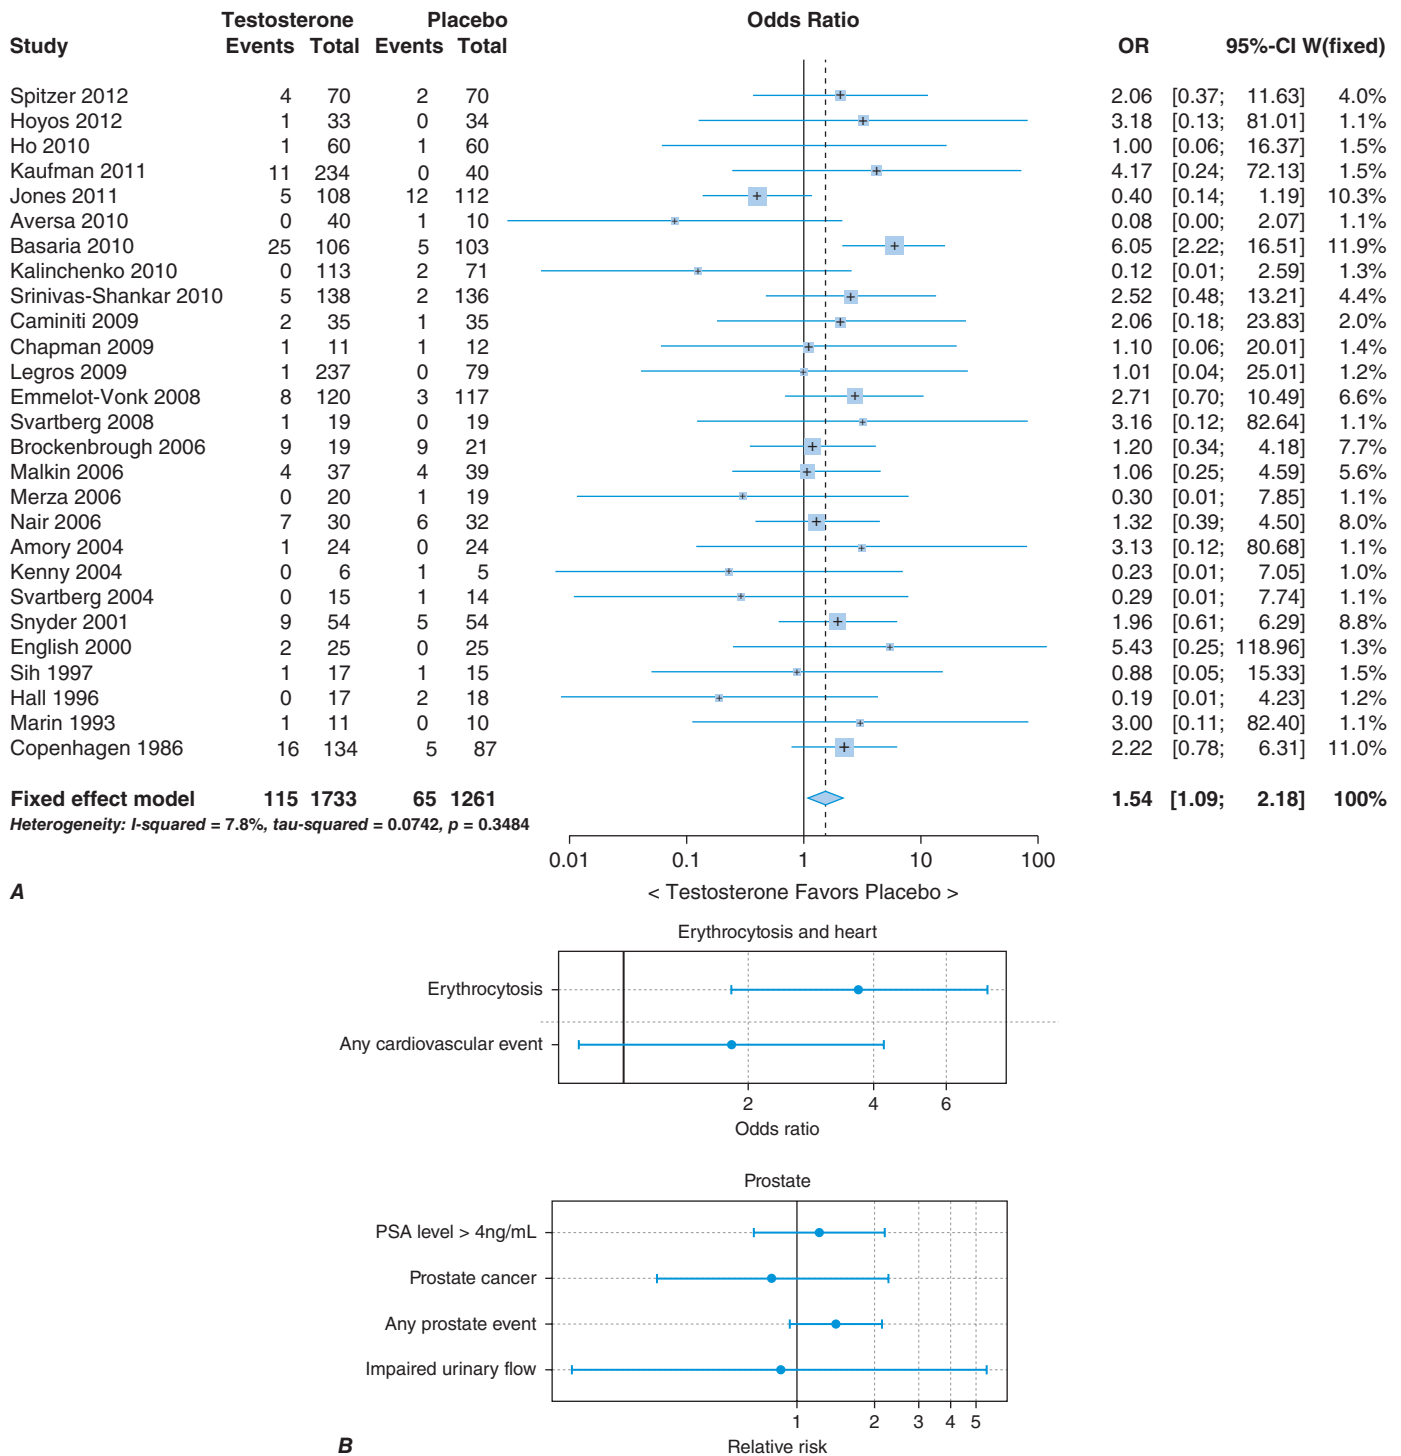 Testosterone Placebo Odds Ratio
Study Events Total Events Total OR 95%-CI W(fixed)
Spitzer 2012 4 70 2 70 2.06 [0.37; 11.63] 4.0%
Hoyos 2012 1 33 0 34 3.18 [0.13; 81.01] 1.1%
Ho 2010 1 60 1 60 1.00 [0.06; 16.37] 1.5%
Kaufman 2011 11 234 0 40 4.17 [0.24; 72.13] 1.5%
Jones 2011 5 108 12 112 0.40 [0.14; 1.19] 10.3%
Aversa 2010 0 40 1 10 0.08 [0.00; 2.07] 1.1%
Basaria 2010 25 106 5 103 6.05 [2.22; 16.51] 11.9%
Kalinchenko 2010 0 113 2 71 0.12 [0.01; 2.59] 1.3%
Srinivas-Shankar 2010 5 138 2 136 2.52 [0.48; 13.21] 4.4%
Caminiti 2009 2 35 1 35 2.06 [0.18; 23.83] 2.0%
Chapman 2009 1 11 1 12 1.10 [0.06; 20.01] 1.4%
Legros 2009 1 237 0 79 1.01 [0.04; 25.01] 1.2%
Emmelot-Vonk 2008 8 120 3 117 2.71 [0.70; 10.49] 6.6%
Svartberg 2008 1 19 0 19 3.16 [0.12; 82.64] 1.1%
Brockenbrough 2006 9 19 9 21 1.20 [0.34; 4.18] 7.7%
Malkin 2006 4 37 4 39 1.06 [0.25; 4.59] 5.6%
Merza 2006 0 20 1 19 0.30 [0.01; 7.85] 1.1%
Nair 2006 7 30 6 32 1.32 [0.39; 4.50] 8.0%
Amory 2004 1 24 0 24 3.13 [0.12; 80.68] 1.1%
Kenny 2004 0 6 1 5 0.23 [0.01; 7.05] 1.0%
Svartberg 2004 0 15 1 14 0.29 [0.01; 7.74] 1.1%
Snyder 2001 9 54 5 54 1.96 [0.61; 6.29] 8.8%
English 2000 2 25 0 25 5.43 [0.25; 118.96] 1.3%
Sih 1997 1 17 1 15 0.88 [0.05; 15.33] 1.5%
Hall 1996 0 17 2 18 0.19 [0.01; 4.23] 1.2%
Marin 1993 1 11 0 10 3.00 [0.11; 82.40] 1.1%
Copenhagen 1986 16 134 5 87 2.22 [0.78; 6.31] 11.0%
Fixed effect model 115 1733 65 1261 1.54 [1.09; 2.18] 100%
Heterogeneity: I-squared = 7.8%, tau-squared = 0.0742, p = 0.3484
0.01 0.1 1 10 100
A < Testosterone Favors Placebo >
Erythrocytosis and heart
Erythrocytosis
Any cardiovascular event
2 4 6
Odds ratio
Prostate
PSA level > 4ng/mL
Prostate cancer
Any prostate event
Impaired urinary flow
1 2 3 4 5
B Relative risk